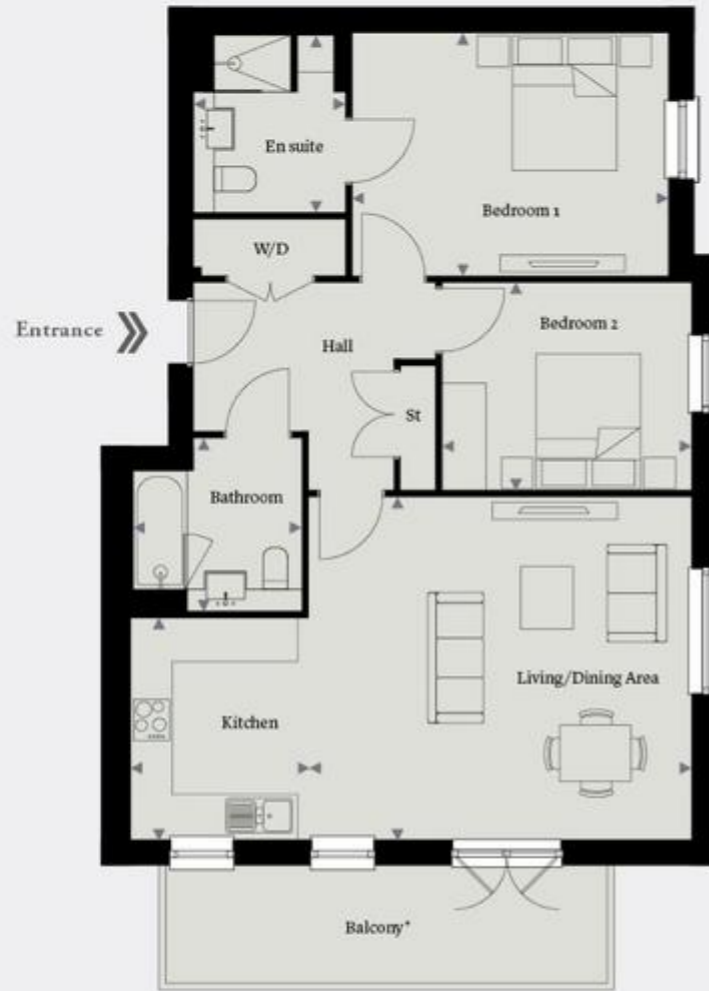 En suite
Bedroom 1
W/D
Entrance
Hall
Bedroom 2
St
Bathroom
Living/Dining Area
Kitchen
Balcony*